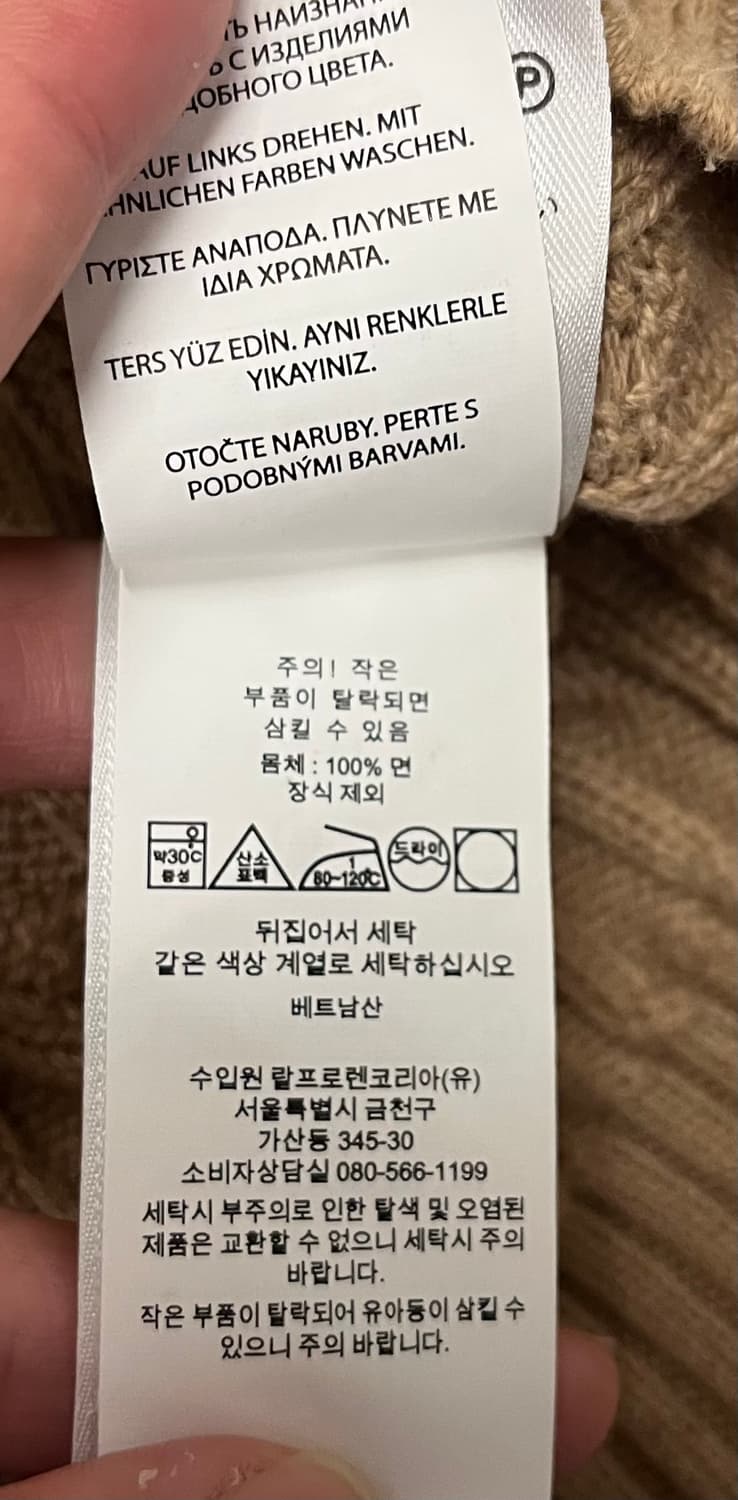 НАИЗНА
С ИЗДЕЛИЯМИ
ДОБНОГО ЦВЕТА.
AUF LINKS DREHEN. MIT
ÄHNLICHEN FARBEN WASCHEN.
ΓΥΡΙΣΤΕ ΑΝΑΠΟΔΑ. ΠΛΥΝΕΤΕ ΜΕ
ΙΔΙΑ ΧΡΩΜΑΤΑ.
TERS YÜZ EDİN. AYNI RENKLERLE
YIKAYINIZ.
OTOČTE NARUBY. PERTE S
PODOBNÝMI BARVAMI.
P
주의! 작은
부품이 탈락되면
삼킬 수 있음
몸체 : 100% 면
장식 제외
약30℃
중성
산소
표백
1
80~120℃
드라이
뒤집어서 세탁
같은 색상 계열로 세탁하십시오
베트남산
수입원 랄프로렌코리아(유)
서울특별시 금천구
가산동 345-30
소비자상담실 080-566-1199
세탁시 부주의로 인한 탈색 및 오염된
제품은 교환할 수 없으니 세탁시 주의
바랍니다.
작은 부품이 탈락되어 유아동이 삼킬 수
있으니 주의 바랍니다.